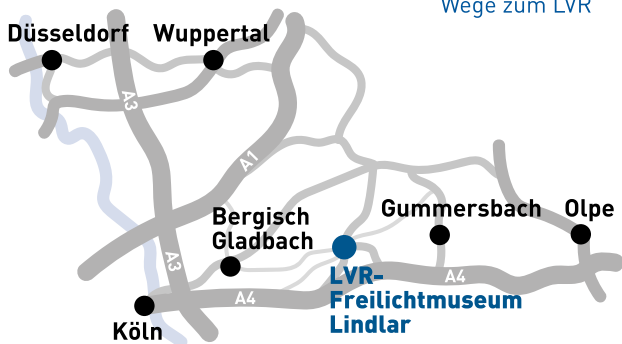 Wege zum LVR
Düsseldorf
Wuppertal
A3
A1
Bergisch
Gladbach
Gummersbach
Olpe
A3
LVR-
Freilichtmuseum
Lindlar
A4
A4
Köln